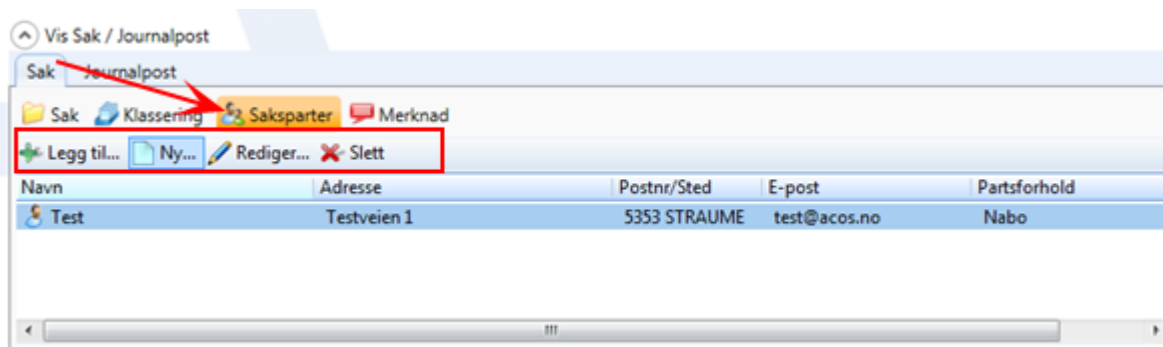 Vis Sak / Journalpost
Sak Journalpost
Sak Klassering Saksparter Merknad
Legg til... Ny... Rediger... Slett
Navn Adresse Postnr/Sted E-post Partsforhold
Test Testveien 1 5353 STRAUME test@acos.no Nabo